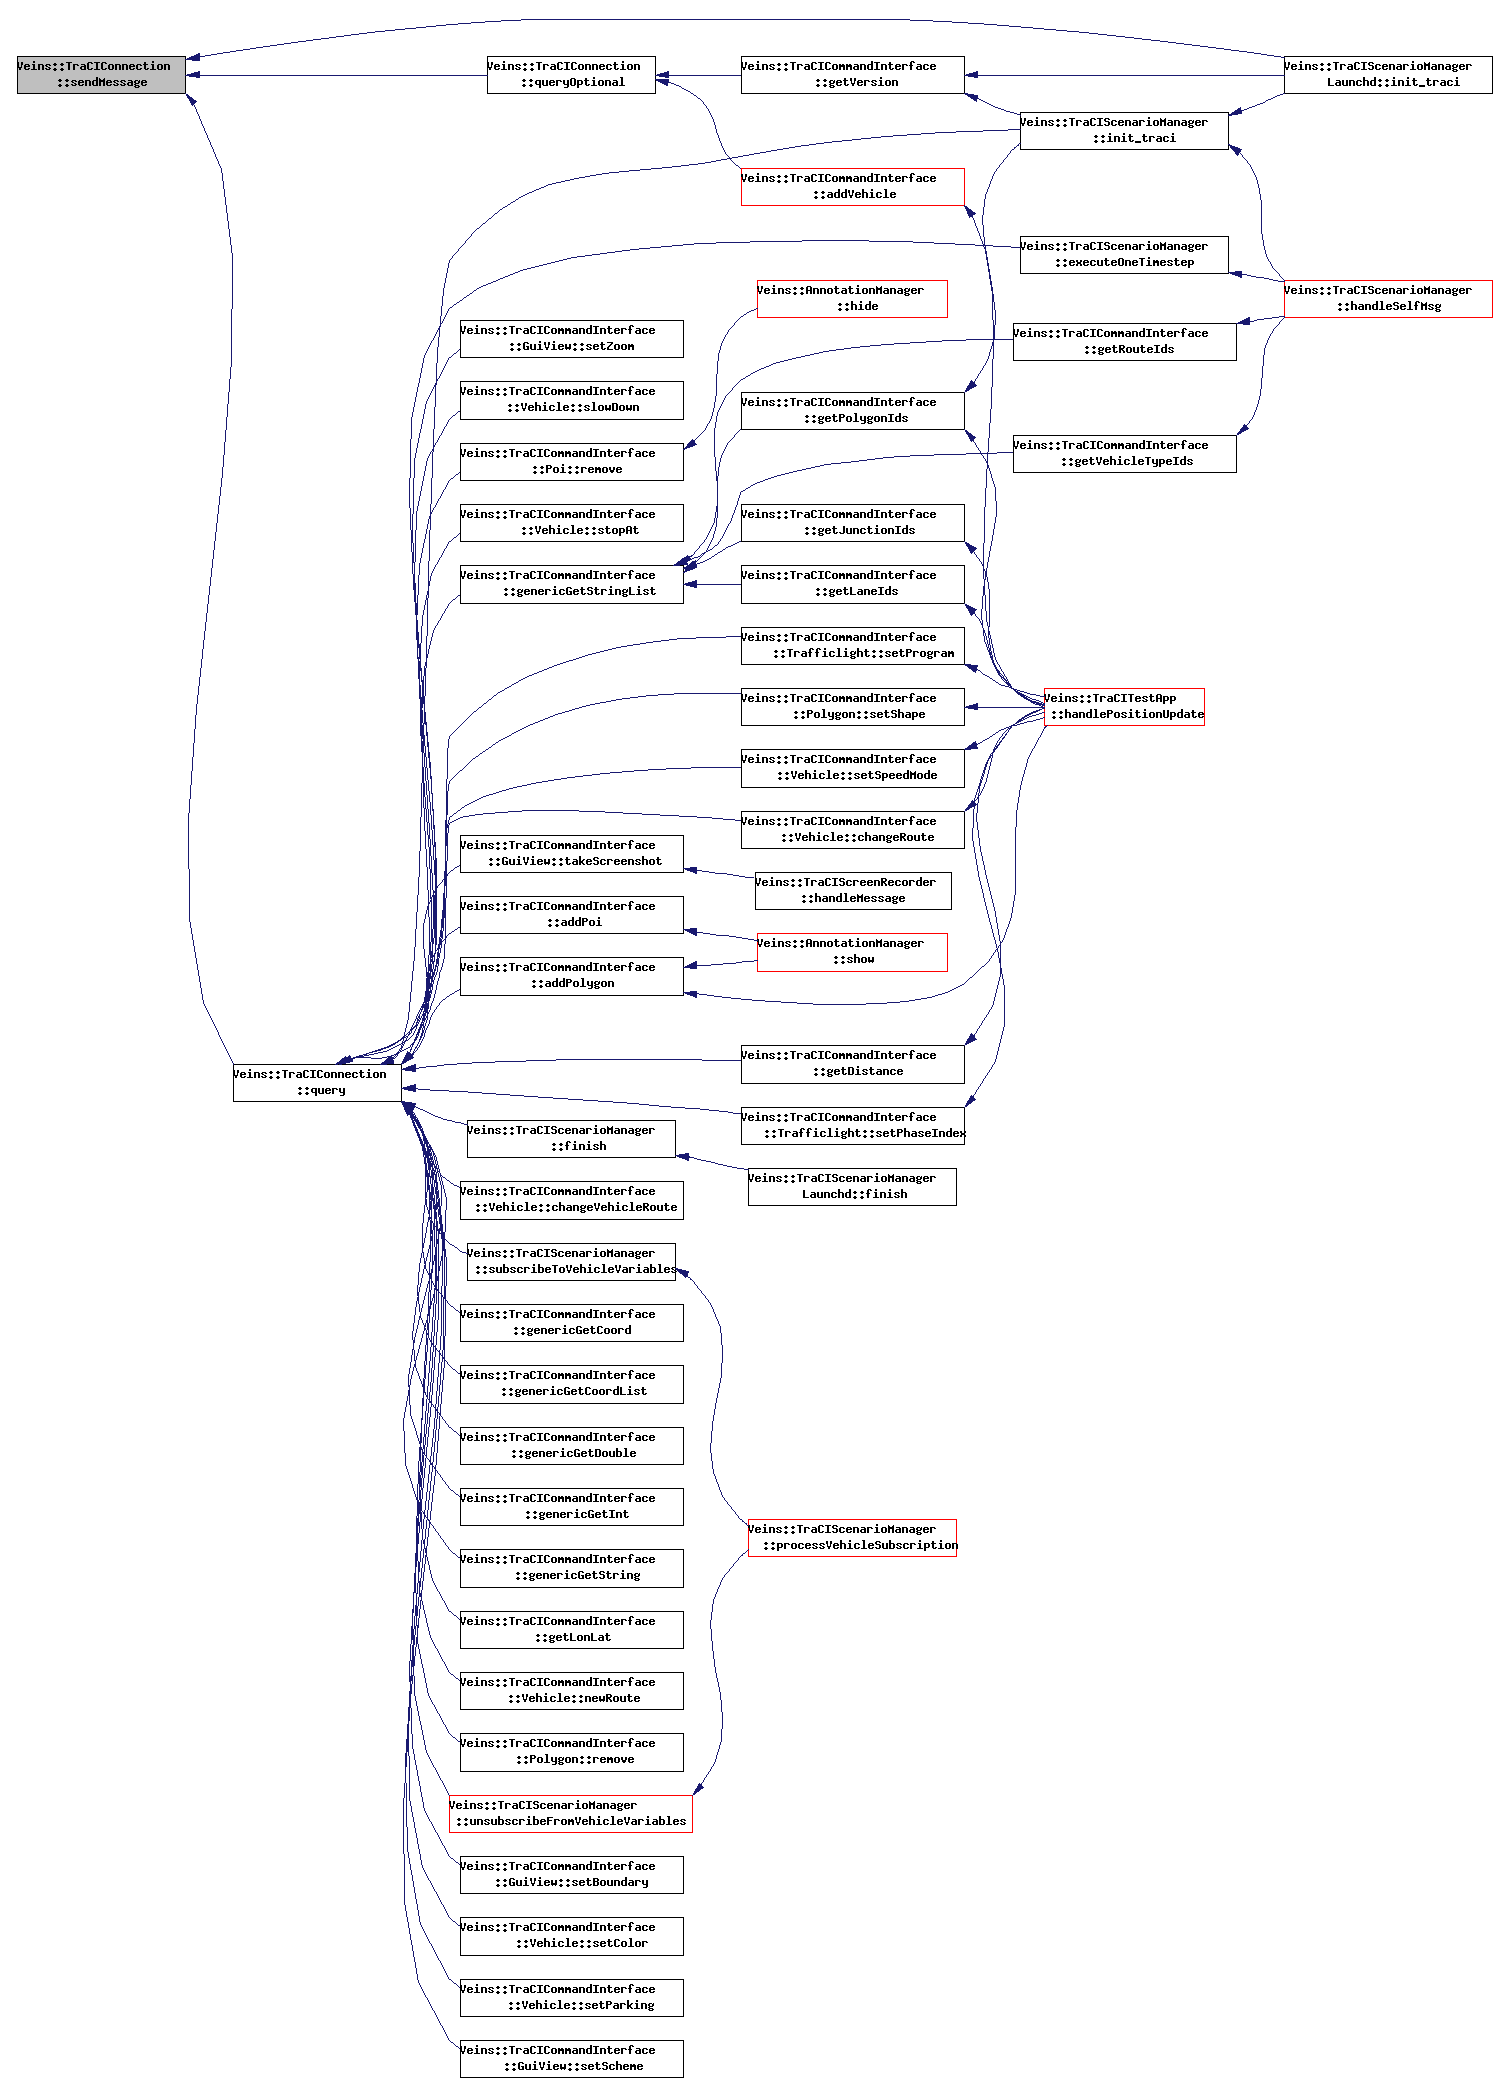 Veins::TraCIConnection
::sendMessage
Veins::TraCIConnection
::queryOptional
Veins::TraCICommandInterface
::getVersion
Veins::TraCIScenarioManager
Launchd::init_traci
Veins::TraCIScenarioManager
::init_traci
Veins::TraCICommandInterface
::addVehicle
Veins::TraCIScenarioManager
::executeOneTimestep
Veins::AnnotationManager
::hide
Veins::TraCIScenarioManager
::handleSelfMsg
Veins::TraCICommandInterface
::GuiView::setZoom
Veins::TraCICommandInterface
::getRouteIds
Veins::TraCICommandInterface
::Vehicle::slowDown
Veins::TraCICommandInterface
::getPolygonIds
Veins::TraCICommandInterface
::Poi::remove
Veins::TraCICommandInterface
::getVehicleTypeIds
Veins::TraCICommandInterface
::Vehicle::stopAt
Veins::TraCICommandInterface
::getJunctionIds
Veins::TraCICommandInterface
::genericGetStringList
Veins::TraCICommandInterface
::getLaneIds
Veins::TraCICommandInterface
::Trafficlight::setProgram
Veins::TraCICommandInterface
::Polygon::setShape
Veins::TraCITestApp
::handlePositionUpdate
Veins::TraCICommandInterface
::Vehicle::setSpeedMode
Veins::TraCICommandInterface
::Vehicle::changeRoute
Veins::TraCICommandInterface
::GuiView::takeScreenshot
Veins::TraCIScreenRecorder
::handleMessage
Veins::TraCICommandInterface
::addPoi
Veins::AnnotationManager
::show
Veins::TraCICommandInterface
::addPolygon
Veins::TraCICommandInterface
::getDistance
Veins::TraCIConnection
::query
Veins::TraCICommandInterface
::Trafficlight::setPhaseIndex
Veins::TraCIScenarioManager
::finish
Veins::TraCIScenarioManager
Launchd::finish
Veins::TraCICommandInterface
::Vehicle::changeVehicleRoute
Veins::TraCIScenarioManager
::subscribeToVehicleVariables
Veins::TraCICommandInterface
::genericGetCoord
Veins::TraCICommandInterface
::genericGetCoordList
Veins::TraCICommandInterface
::genericGetDouble
Veins::TraCICommandInterface
::genericGetInt
Veins::TraCIScenarioManager
::processVehicleSubscription
Veins::TraCICommandInterface
::genericGetString
Veins::TraCICommandInterface
::getLonLat
Veins::TraCICommandInterface
::Vehicle::newRoute
Veins::TraCICommandInterface
::Polygon::remove
Veins::TraCIScenarioManager
::unsubscribeFromVehicleVariables
Veins::TraCICommandInterface
::GuiView::setBoundary
Veins::TraCICommandInterface
::Vehicle::setColor
Veins::TraCICommandInterface
::Vehicle::setParking
Veins::TraCICommandInterface
::GuiView::setScheme